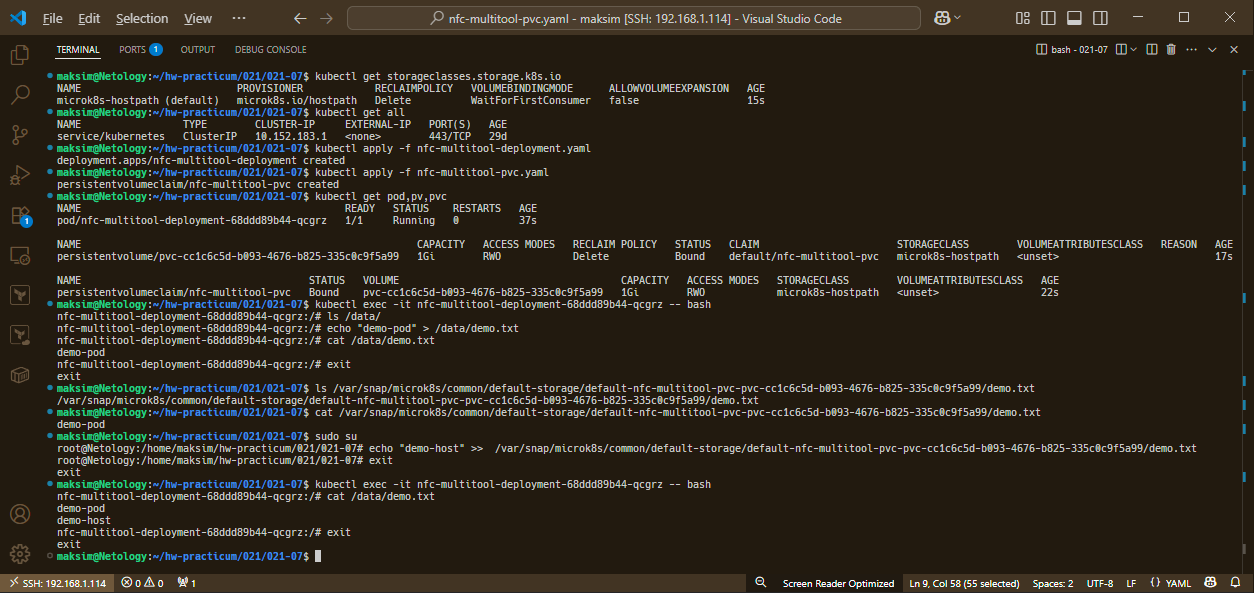 File Edit Selection View ··· nfc-multitool-pvc.yaml - maksim [SSH: 192.168.1.114] - Visual Studio Code
TERMINAL PORTS 1 OUTPUT DEBUG CONSOLE bash - 021-07
maksim@Netology:~/hw-practicum/021/021-07$ kubectl get storageclasses.storage.k8s.io
NAME PROVISIONER RECLAIMPOLICY VOLUMEBINDINGMODE ALLOWVOLUMEEXPANSION AGE
microk8s-hostpath (default) microk8s.io/hostpath Delete WaitForFirstConsumer false 15s
maksim@Netology:~/hw-practicum/021/021-07$ kubectl get all
NAME TYPE CLUSTER-IP EXTERNAL-IP PORT(S) AGE
service/kubernetes ClusterIP 10.152.183.1 <none> 443/TCP 29d
maksim@Netology:~/hw-practicum/021/021-07$ kubectl apply -f nfc-multitool-deployment.yaml
deployment.apps/nfc-multitool-deployment created
maksim@Netology:~/hw-practicum/021/021-07$ kubectl apply -f nfc-multitool-pvc.yaml
persistentvolumeclaim/nfc-multitool-pvc created
maksim@Netology:~/hw-practicum/021/021-07$ kubectl get pod,pv,pvc
NAME READY STATUS RESTARTS AGE
pod/nfc-multitool-deployment-68ddd89b44-qcgrz 1/1 Running 0 37s
NAME CAPACITY ACCESS MODES RECLAIM POLICY STATUS CLAIM STORAGECLASS VOLUMEATTRIBUTESCLASS REASON AGE
persistentvolume/pvc-cc1c6c5d-b093-4676-b825-335c0c9f5a99 1Gi RWO Delete Bound default/nfc-multitool-pvc microk8s-hostpath <unset> 17s
NAME STATUS VOLUME CAPACITY ACCESS MODES STORAGECLASS VOLUMEATTRIBUTESCLASS AGE
persistentvolumeclaim/nfc-multitool-pvc Bound pvc-cc1c6c5d-b093-4676-b825-335c0c9f5a99 1Gi RWO microk8s-hostpath <unset> 22s
maksim@Netology:~/hw-practicum/021/021-07$ kubectl exec -it nfc-multitool-deployment-68ddd89b44-qcgrz -- bash
nfc-multitool-deployment-68ddd89b44-qcgrz:/# ls /data/
nfc-multitool-deployment-68ddd89b44-qcgrz:/# echo "demo-pod" > /data/demo.txt
nfc-multitool-deployment-68ddd89b44-qcgrz:/# cat /data/demo.txt
demo-pod
nfc-multitool-deployment-68ddd89b44-qcgrz:/# exit
exit
maksim@Netology:~/hw-practicum/021/021-07$ ls /var/snap/microk8s/common/default-storage/default-nfc-multitool-pvc-pvc-cc1c6c5d-b093-4676-b825-335c0c9f5a99/demo.txt
/var/snap/microk8s/common/default-storage/default-nfc-multitool-pvc-pvc-cc1c6c5d-b093-4676-b825-335c0c9f5a99/demo.txt
maksim@Netology:~/hw-practicum/021/021-07$ cat /var/snap/microk8s/common/default-storage/default-nfc-multitool-pvc-pvc-cc1c6c5d-b093-4676-b825-335c0c9f5a99/demo.txt
demo-pod
maksim@Netology:~/hw-practicum/021/021-07$ sudo su
root@Netology:/home/maksim/hw-practicum/021/021-07# echo "demo-host" >> /var/snap/microk8s/common/default-storage/default-nfc-multitool-pvc-pvc-cc1c6c5d-b093-4676-b825-335c0c9f5a99/demo.txt
root@Netology:/home/maksim/hw-practicum/021/021-07# exit
exit
maksim@Netology:~/hw-practicum/021/021-07$ kubectl exec -it nfc-multitool-deployment-68ddd89b44-qcgrz -- bash
nfc-multitool-deployment-68ddd89b44-qcgrz:/# cat /data/demo.txt
demo-pod
demo-host
nfc-multitool-deployment-68ddd89b44-qcgrz:/# exit
exit
maksim@Netology:~/hw-practicum/021/021-07$
1
SSH: 192.168.1.114 0 0 1 Screen Reader Optimized Ln 9, Col 58 (55 selected) Spaces: 2 UTF-8 LF {} YAML